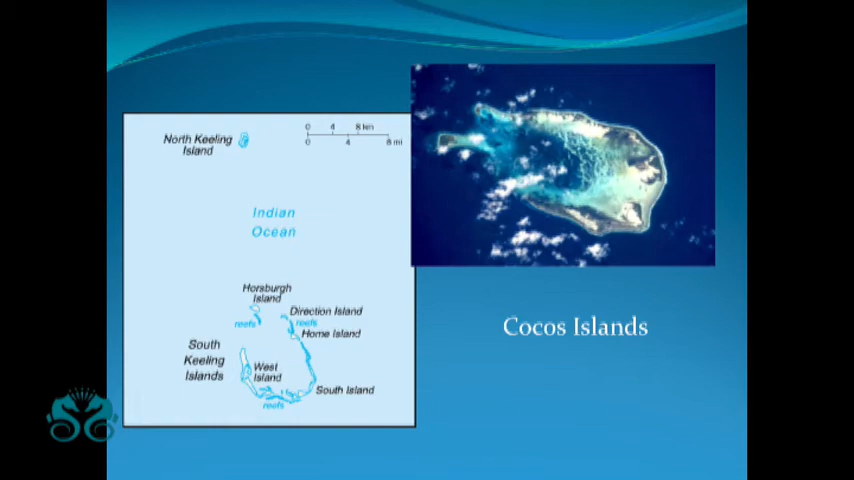 North Keeling
Island
0 4 8 km
0 4 8 mi
Indian
Ocean
Horsburgh
Island
Direction Island
reefs
reefs
Home Island
South
Keeling
Islands
West
Island
South Island
reefs
Cocos Islands